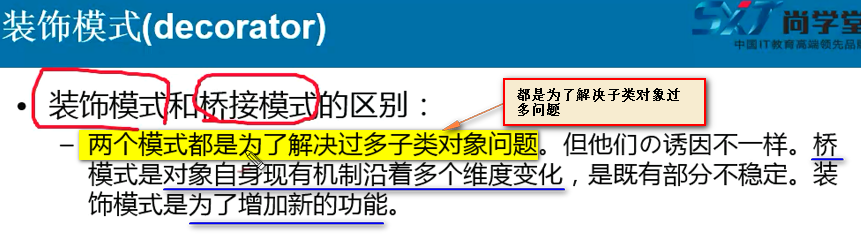 装饰模式(decorator)
SXT 尚学堂
中国IT教育高端领先品
• 装饰模式和桥接模式的区别：
都是为了解决子类对象过
多问题
– 两个模式都是为了解决过多子类对象问题。但他们の诱因不一样。桥
模式是对象自身现有机制沿着多个维度变化，是既有部分不稳定。装
饰模式是为了增加新的功能。